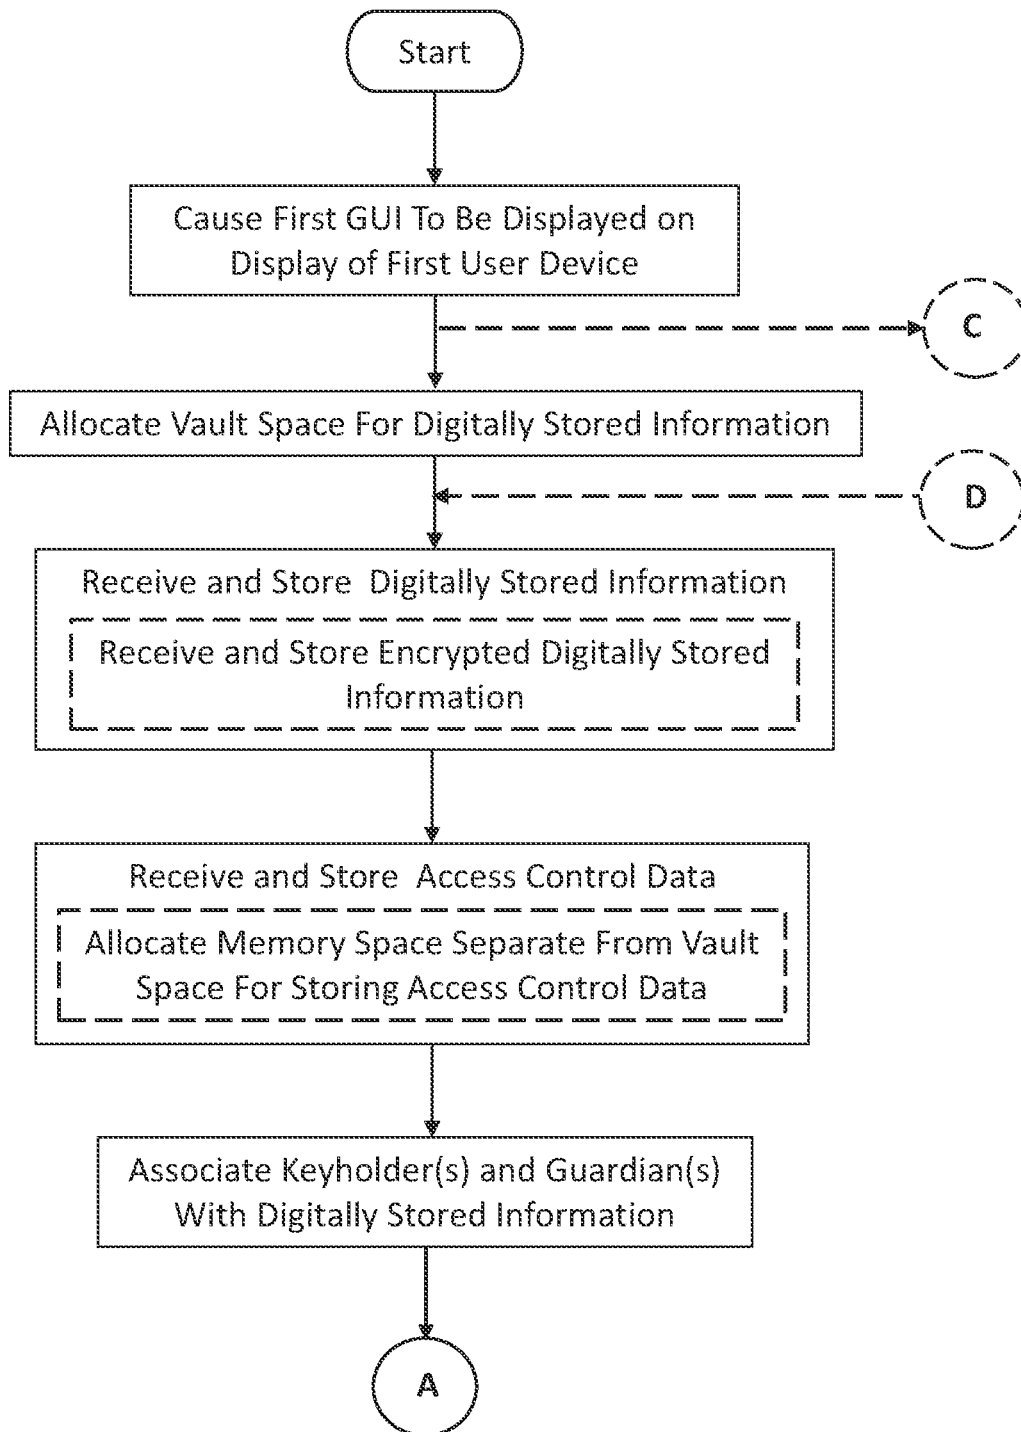 Start
Cause First GUI To Be Displayed on
Display of First User Device
C
Allocate Vault Space For Digitally Stored Information
D
Receive and Store Digitally Stored Information
Receive and Store Encrypted Digitally Stored
Information
Receive and Store Access Control Data
Allocate Memory Space Separate From Vault
Space For Storing Access Control Data
Associate Keyholder(s) and Guardian(s)
With Digitally Stored Information
A